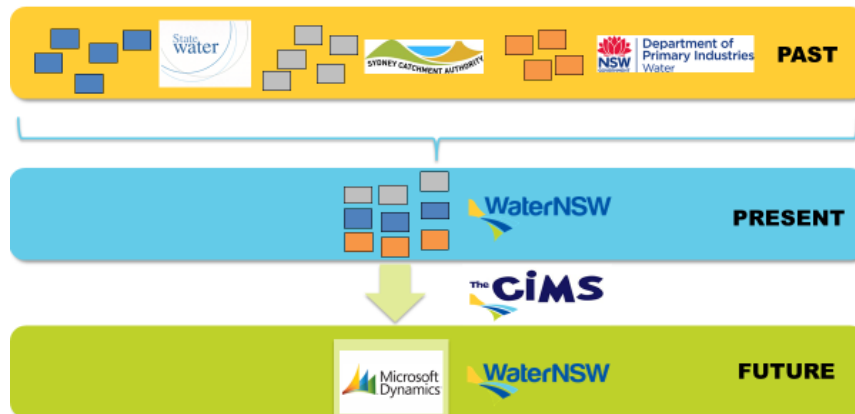 State
water
SYDNEY CATCHMENT AUTHORITY
NSW
GOVERNMENT
Department of
Primary Industries
Water
PAST
WaterNSW
PRESENT
The CiMS
Microsoft
Dynamics
WaterNSW
FUTURE